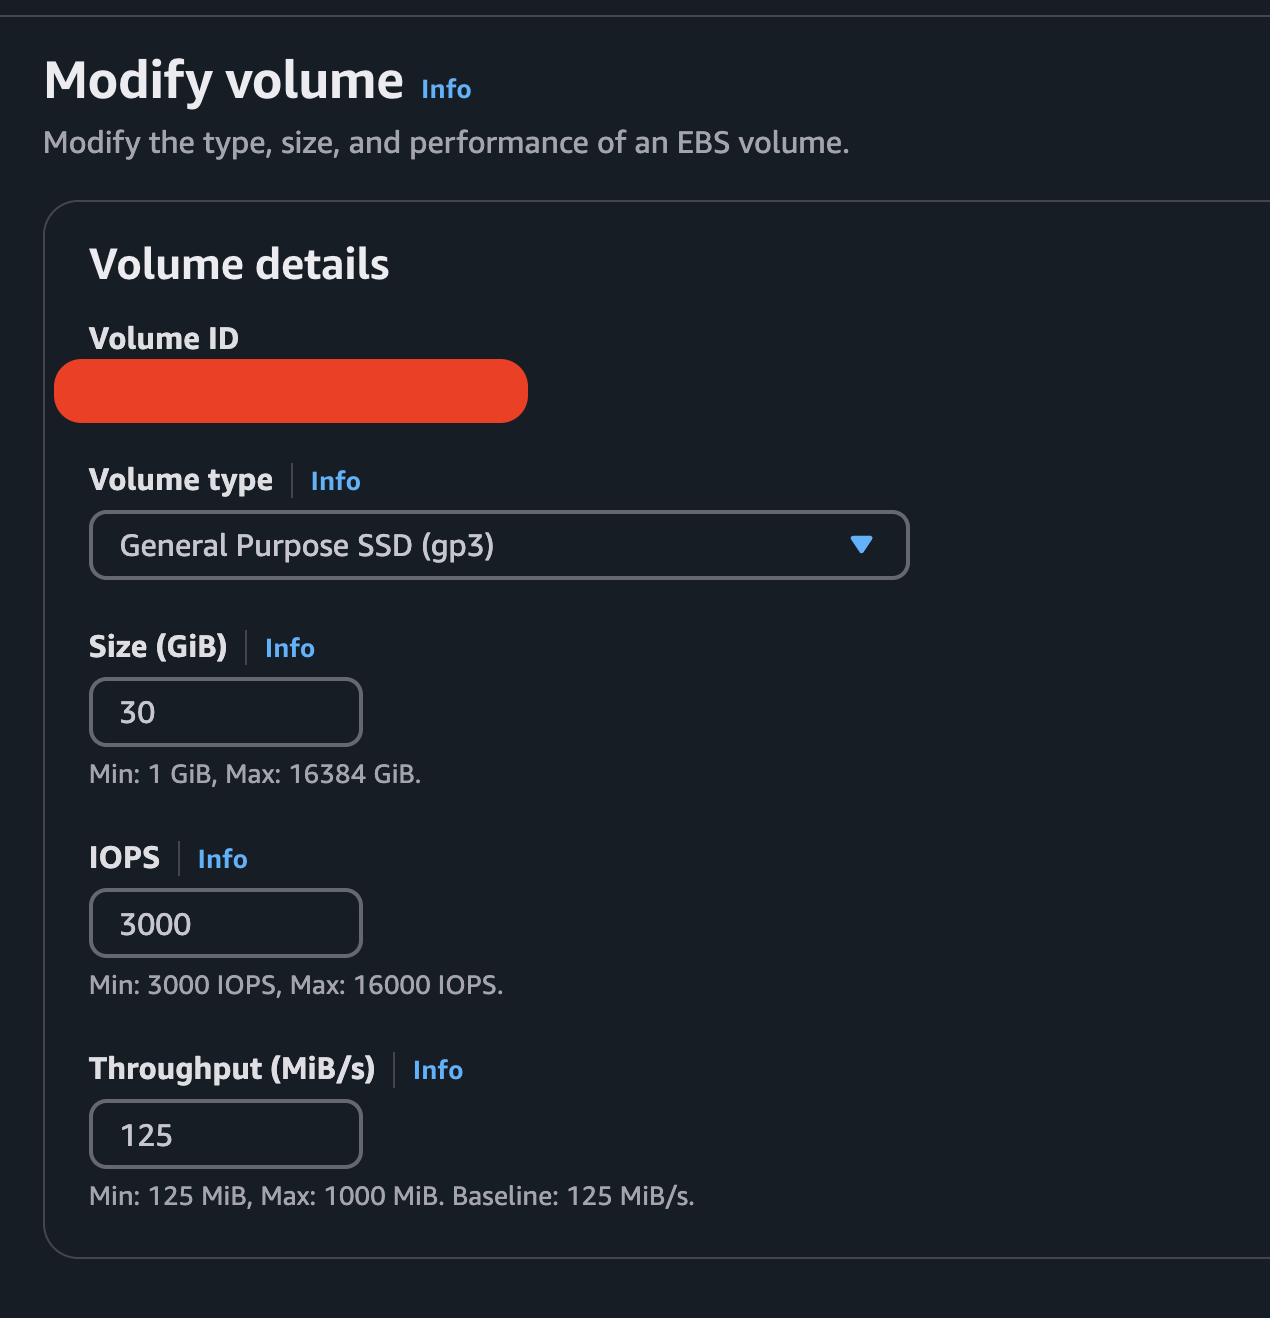 Modify volume Info
Modify the type, size, and performance of an EBS volume.
Volume details
Volume ID
Volume type Info
General Purpose SSD (gp3)
Size (GiB) Info
30
Min: 1 GiB, Max: 16384 GiB.
IOPS Info
3000
Min: 3000 IOPS, Max: 16000 IOPS.
Throughput (MiB/s) Info
125
Min: 125 MiB, Max: 1000 MiB. Baseline: 125 MiB/s.